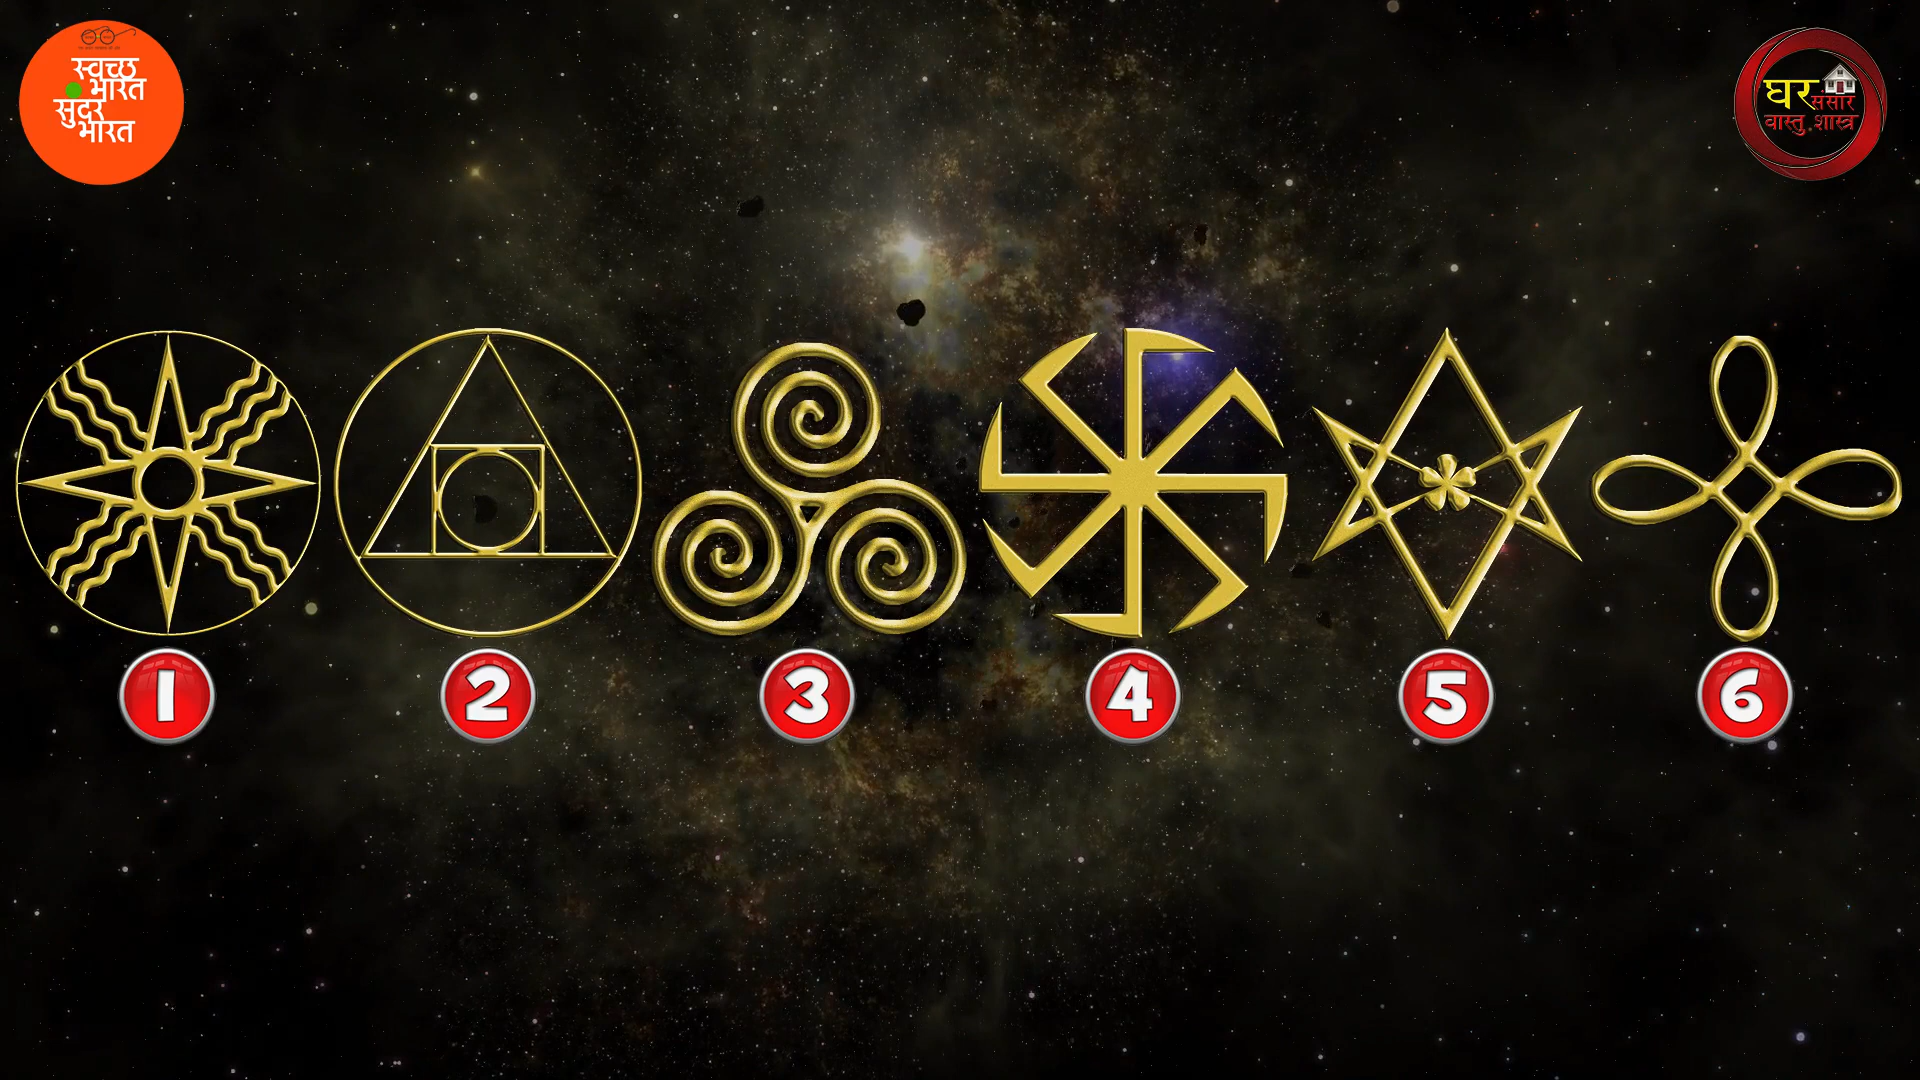 स्वच्छ
भारत
सुंदर
भारत
घर
संसार
वास्तु शास्त्र
1
2
3
4
5
6